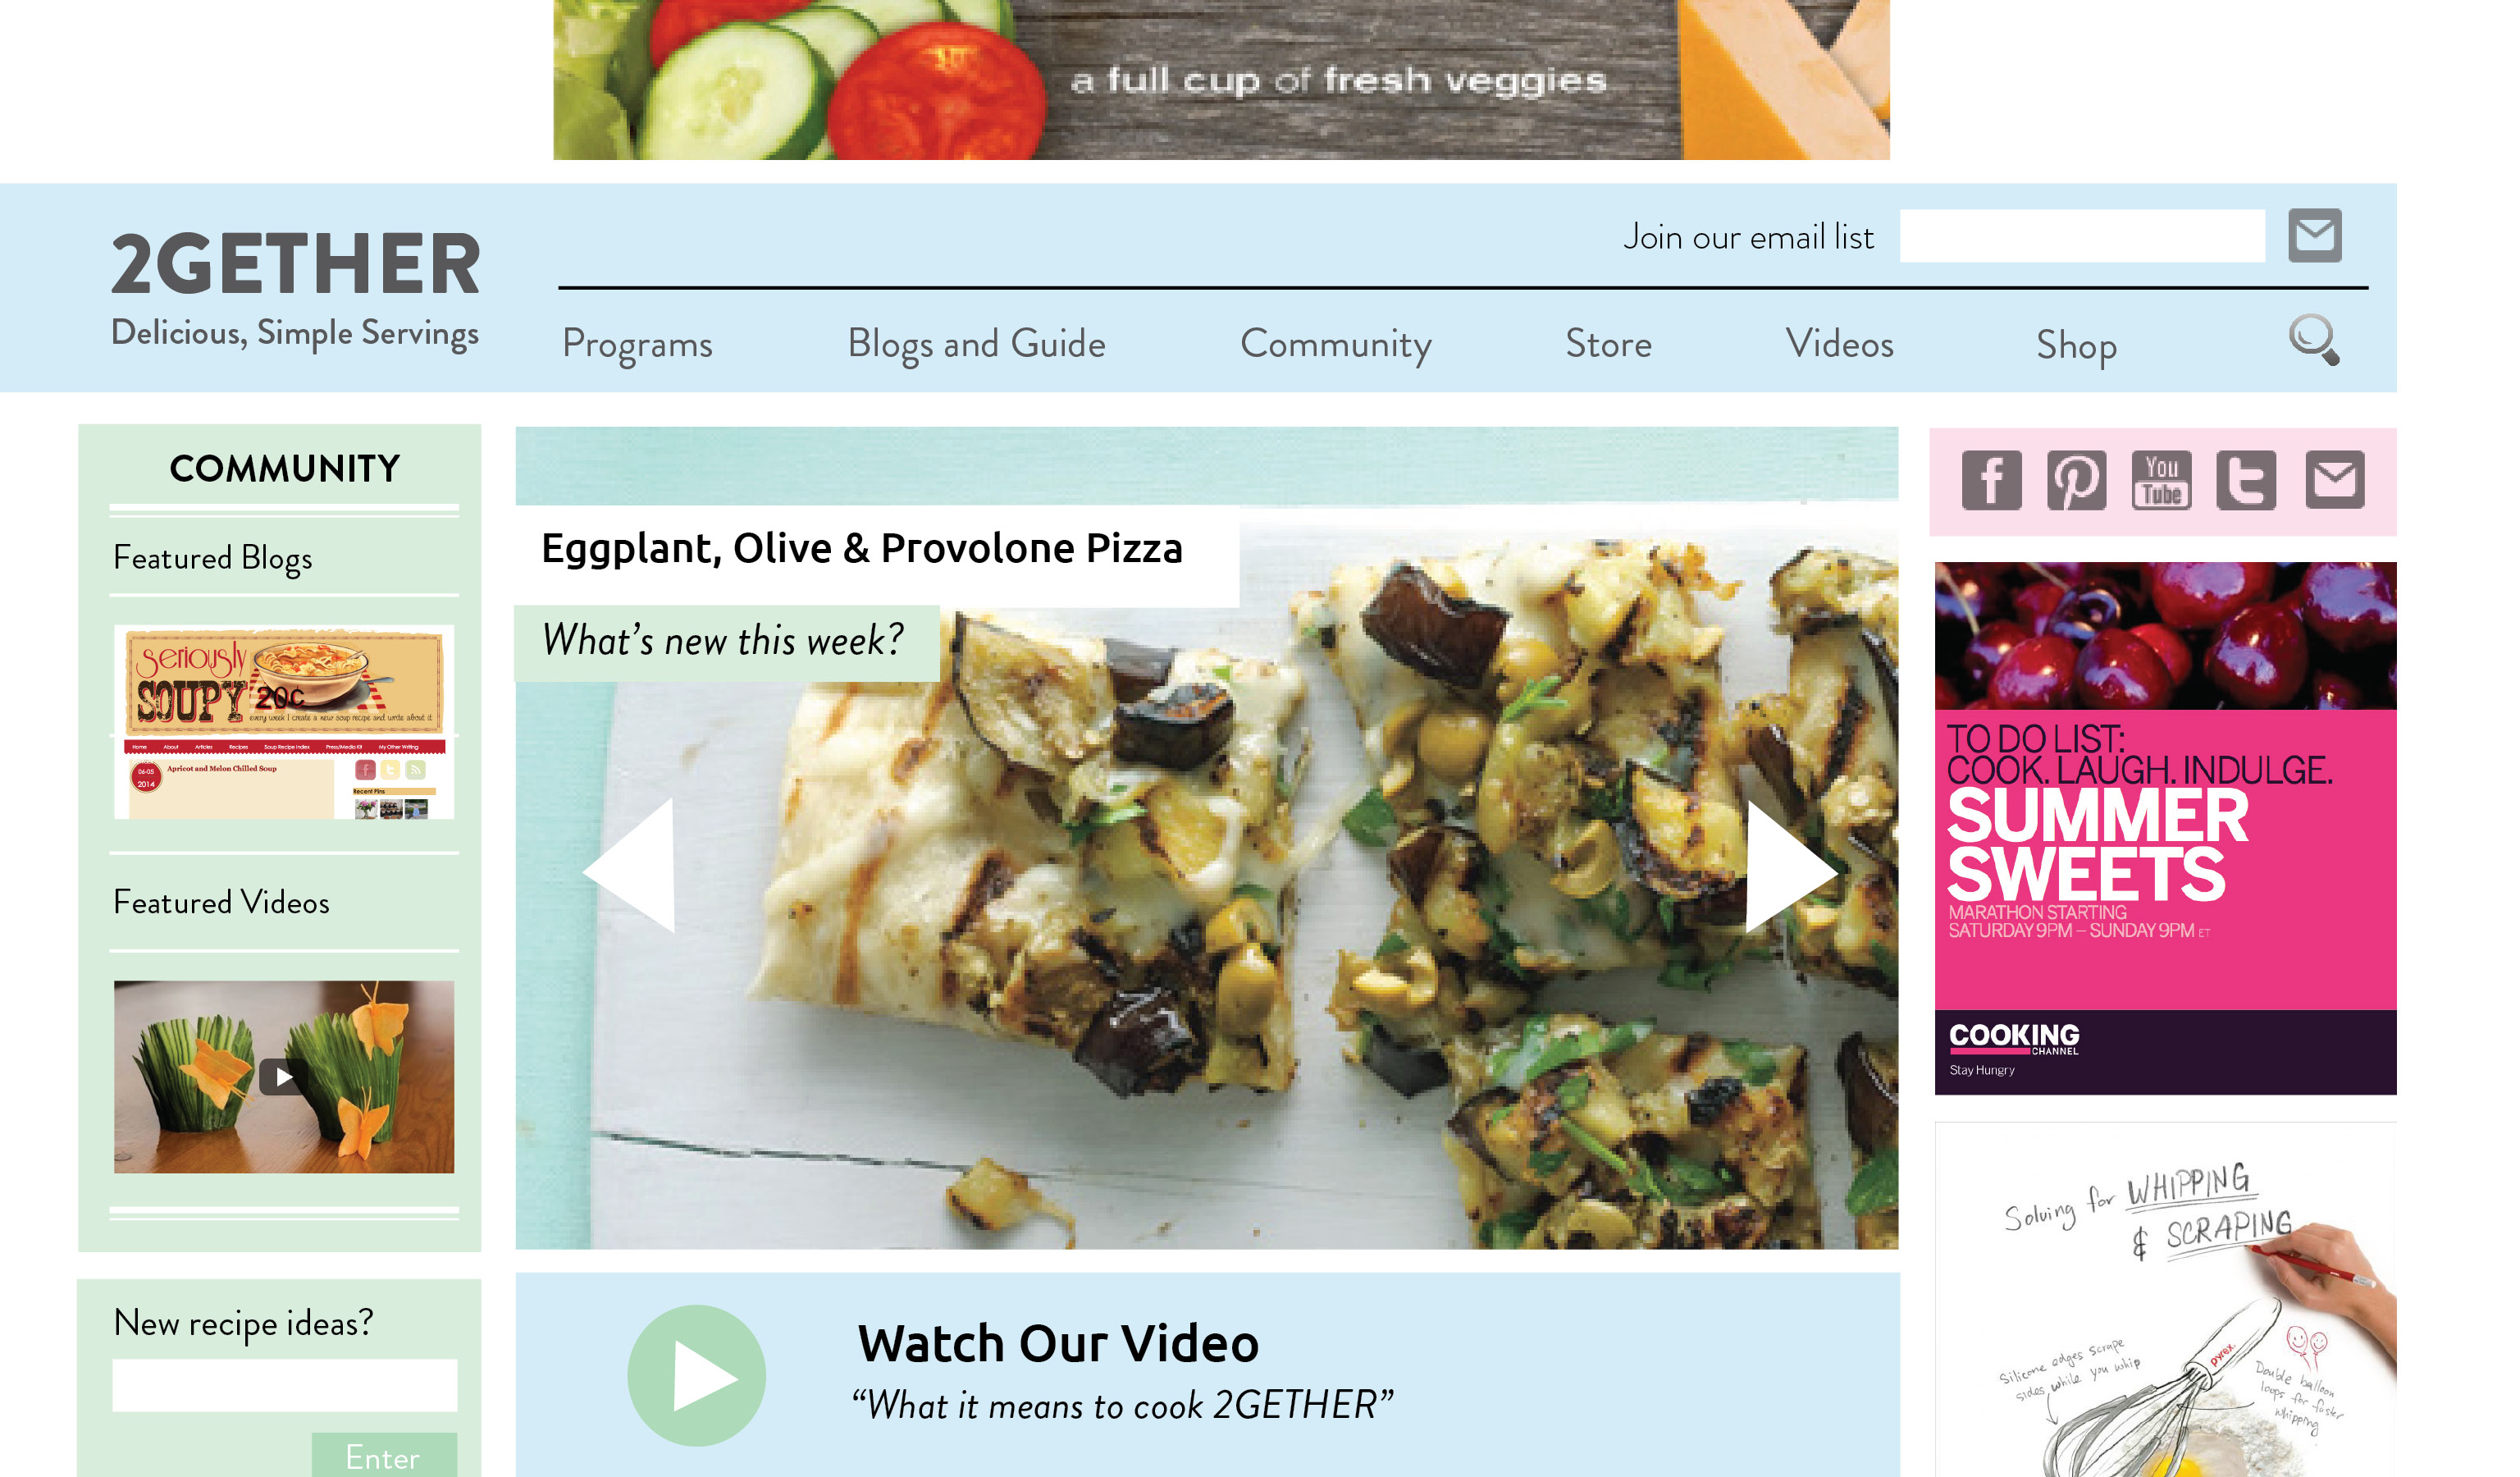 a full cup of fresh veggies
Join our email list
2GETHER
Delicious, Simple Servings
Programs
Blogs and Guide
Community
Store
Videos
Shop
COMMUNITY
Featured Blogs
seriously
SOUPY 20¢
every week I create a new soup recipe and write about it
Home About Articles Recipes Soup Recipe Index Press/Media Kit My Other Writing
06-05
2014
Apricot and Melon Chilled Soup
Recent Pins
Featured Videos
New recipe ideas?
Enter
Eggplant, Olive & Provolone Pizza
What's new this week?
Watch Our Video
“What it means to cook 2GETHER”
You
Tube
TO DO LIST:
COOK. LAUGH. INDULGE.
SUMMER
SWEETS
MARATHON STARTING
SATURDAY 9PM – SUNDAY 9PM ET
COOKING
CHANNEL
Stay Hungry
Solving for WHIPPING
& SCRAPING
Silicone edges scrape
sides while you whip
pyrex
Double balloon
loops for faster
whipping